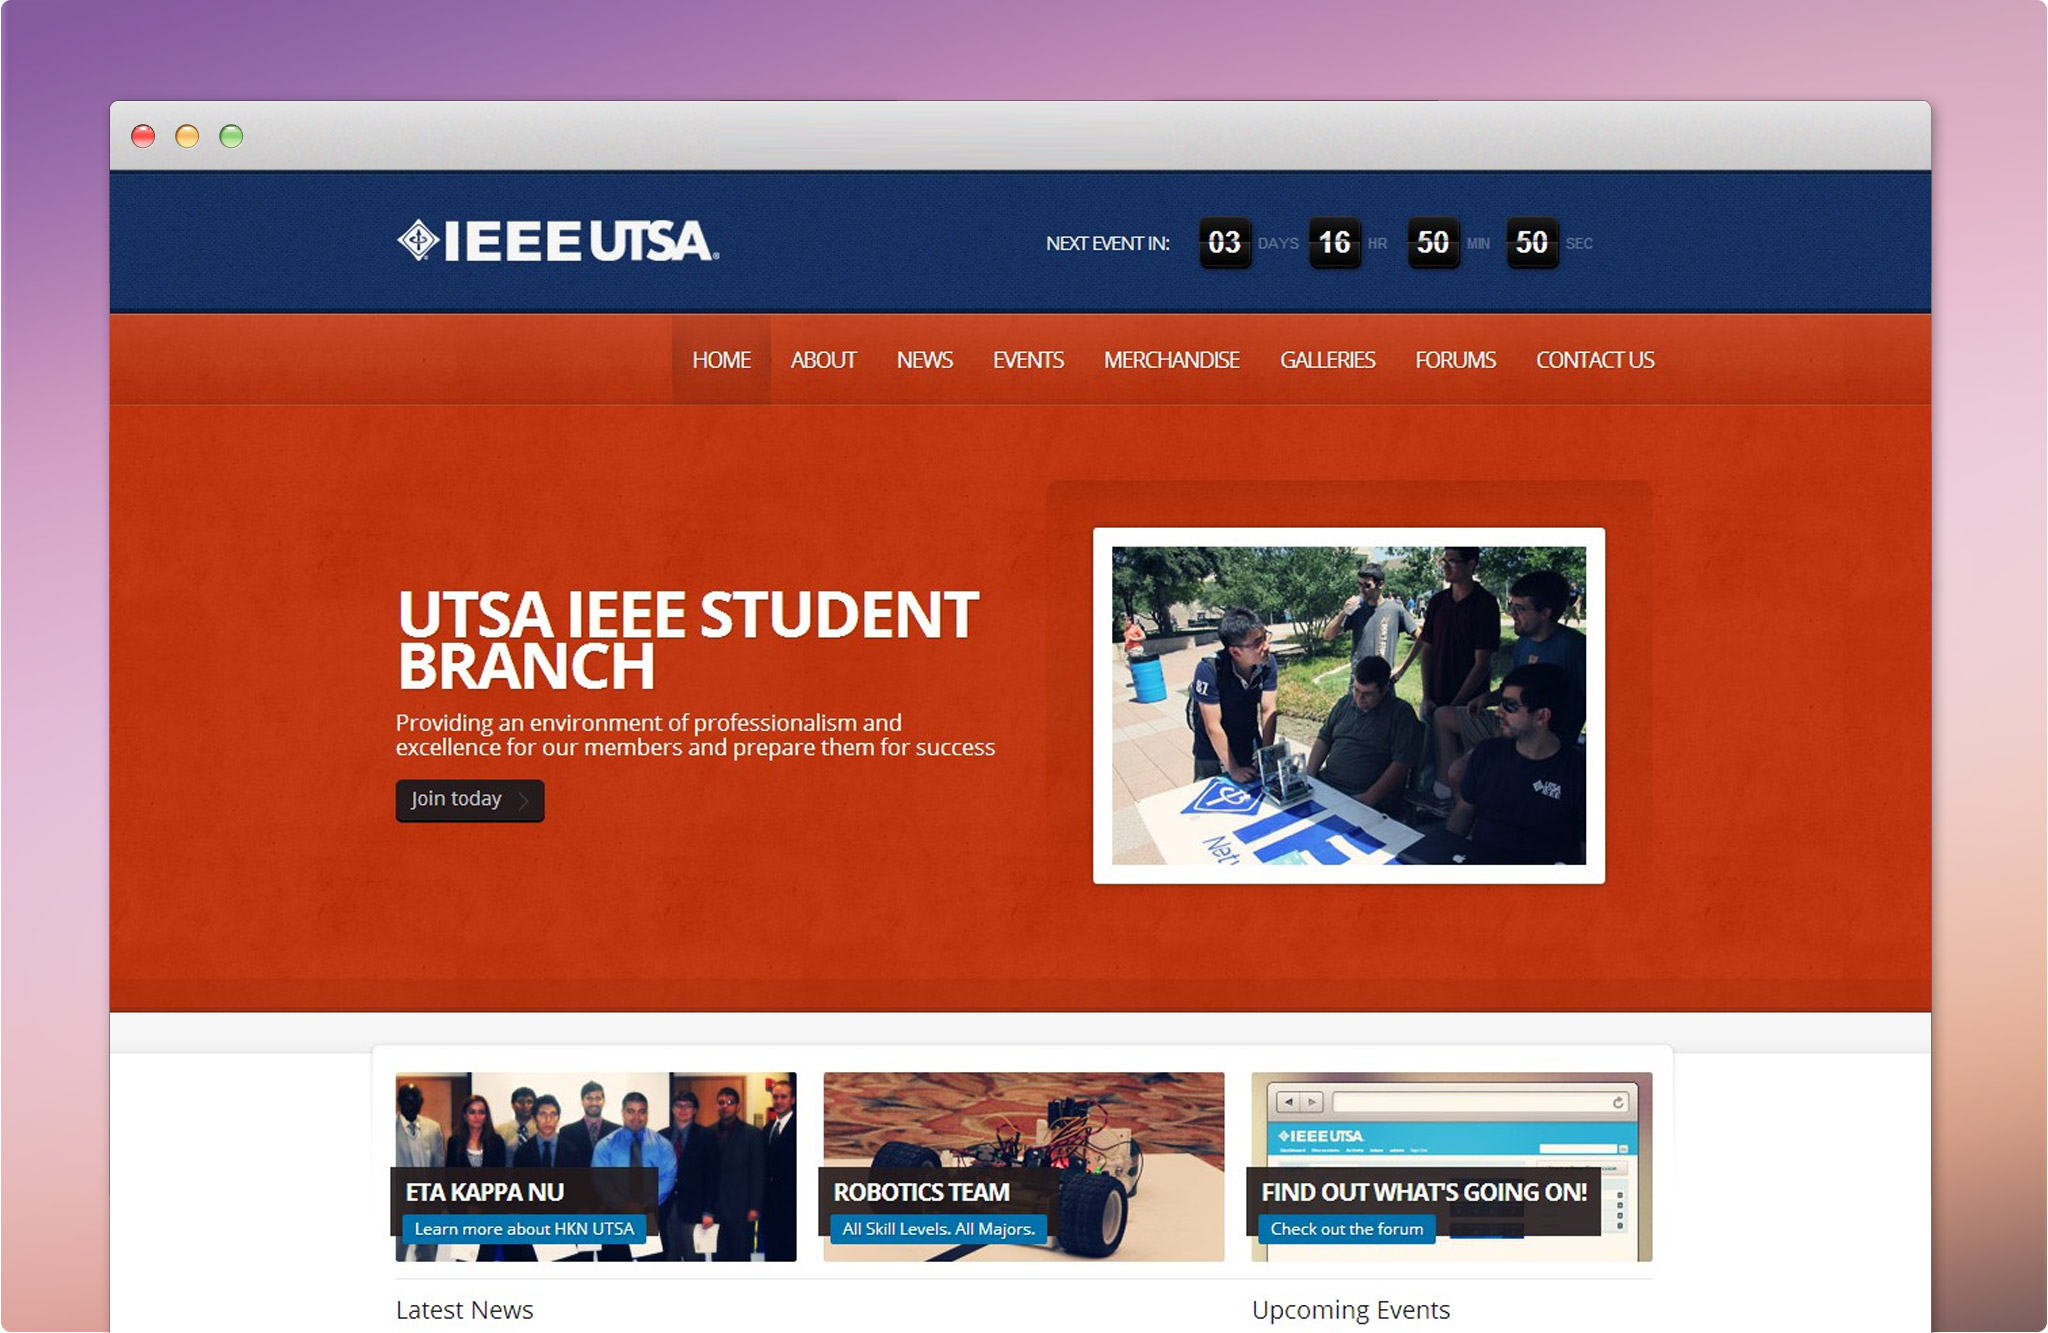 IEEE UTSA
NEXT EVENT IN: 03 DAYS 16 HR 50 MIN 50 SEC
HOME ABOUT NEWS EVENTS MERCHANDISE GALLERIES FORUMS CONTACT US
UTSA IEEE STUDENT
BRANCH
Providing an environment of professionalism and
excellence for our members and prepare them for success
Join today
87
UTSA
IEEE
ETA KAPPA NU
Learn more about HKN UTSA
ROBOTICS TEAM
All Skill Levels. All Majors.
IEEE UTSA
FIND OUT WHAT'S GOING ON!
Check out the forum
Latest News
Upcoming Events